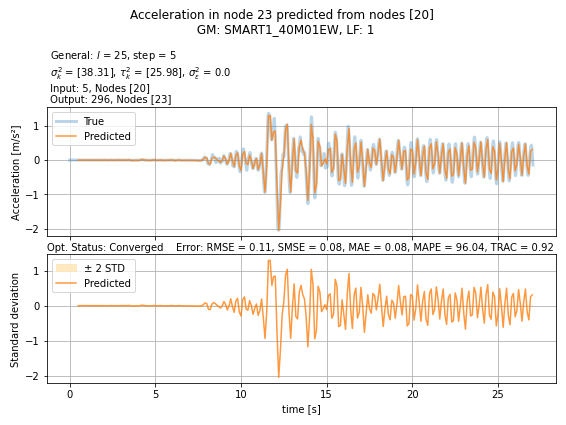 Acceleration in node 23 predicted from nodes [20]
GM: SMART1_40M01EW, LF: 1
General: l = 25, step = 5
σ²ₖ = [38.31], τ²ₖ = [25.98], σ²ε = 0.0
Input: 5, Nodes [20]
Output: 296, Nodes [23]
True
Predicted
Acceleration [m/s²]
1
0
−1
−2
Opt. Status: Converged Error: RMSE = 0.11, SMSE = 0.08, MAE = 0.08, MAPE = 96.04, TRAC = 0.92
± 2 STD
Predicted
Standard deviation
1
0
−1
−2
0 5 10 15 20 25
time [s]